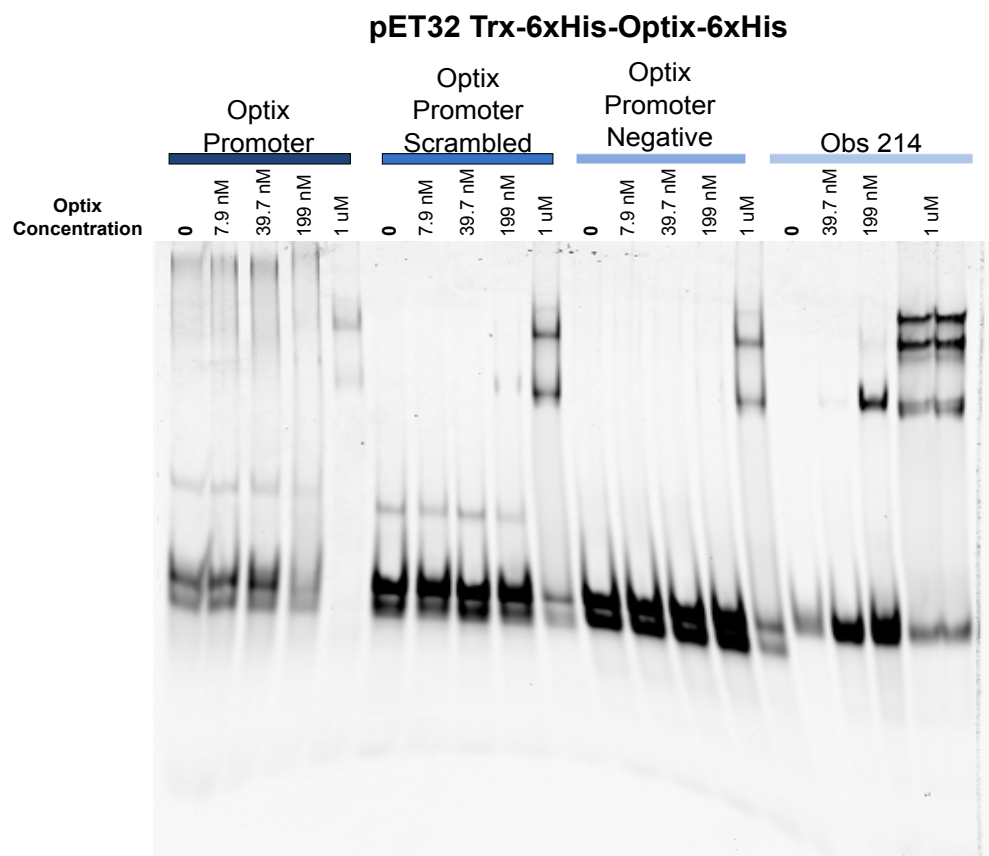 pET32 Trx-6xHis-Optix-6xHis
Optix
Promoter
Optix
Promoter
Scrambled
Optix
Promoter
Negative
Obs 214
Optix
Concentration
0
7.9 nM
39.7 nM
199 nM
1 uM
0
7.9 nM
39.7 nM
199 nM
1 uM
0
7.9 nM
39.7 nM
199 nM
1 uM
0
39.7 nM
199 nM
1 uM